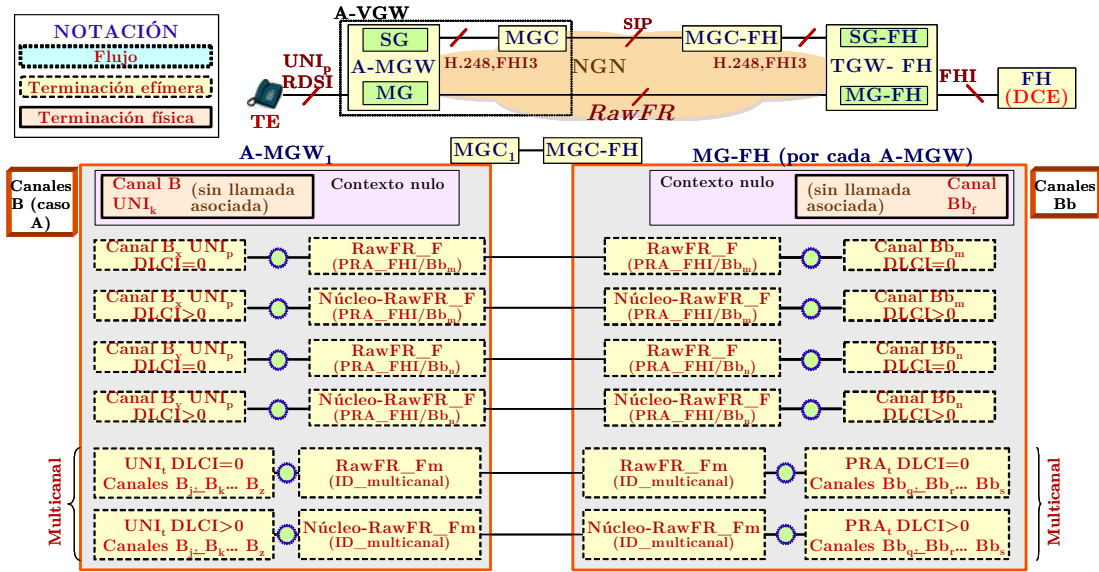 NOTACIÓN
Flujo
Terminación efímera
Terminación física
A-VGW
SG
A-MGW
MG
MGC
H.248,FHI3
UNIp
RDSI
TE
SIP
NGN
RawFR
MGC-FH
H.248,FHI3
SG-FH
TGW- FH
MG-FH
FHI
FH
(DCE)
A-MGW1
MGC1
MGC-FH
MG-FH (por cada A-MGW)
Canales
B (caso
A)
Canal B
UNIk
(sin llamada
asociada)
Contexto nulo
Contexto nulo
(sin llamada
asociada)
Canal
Bbf
Canales
Bb
Canal Bx UNIp
DLCI=0
RawFR_F
(PRA_FHI/Bbm)
RawFR_F
(PRA_FHI/Bbm)
Canal Bbm
DLCI=0
Canal Bx UNIp
DLCI>0
Núcleo-RawFR_F
(PRA_FHI/Bbm)
Núcleo-RawFR_F
(PRA_FHI/Bbm)
Canal Bbm
DLCI>0
Canal By UNIp
DLCI=0
RawFR_F
(PRA_FHI/Bbn)
RawFR_F
(PRA_FHI/Bbn)
Canal Bbn
DLCI=0
Canal By UNIp
DLCI>0
Núcleo-RawFR_F
(PRA_FHI/Bbn)
Núcleo-RawFR_F
(PRA_FHI/Bbn)
Canal Bbn
DLCI>0
Multicanal
UNIt DLCI=0
Canales Bj... Bk... Bz
RawFR_Fm
(ID_multicanal)
RawFR_Fm
(ID_multicanal)
PRAt DLCI=0
Canales Bbq... Bbr... Bbs
UNIt DLCI>0
Canales Bj... Bk... Bz
Núcleo-RawFR_Fm
(ID_multicanal)
Núcleo-RawFR_Fm
(ID_multicanal)
PRAt DLCI>0
Canales Bbq... Bbr... Bbs
Multicanal